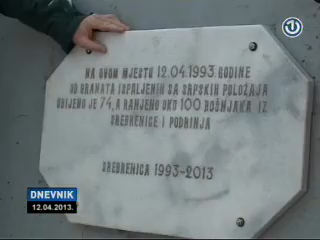 NA OVOM MJESTU 12.04.1993 GODINE
OD GRANATA ISPALJENIH SA SRPSKIH POLOŽAJA
UBIJENO JE 74, A RANJENO OKO 100 BOŠNJAKA IZ
SREBRENICE I PODRINJA
SREBRENICA 1993-2013
DNEVNIK
12.04.2013.